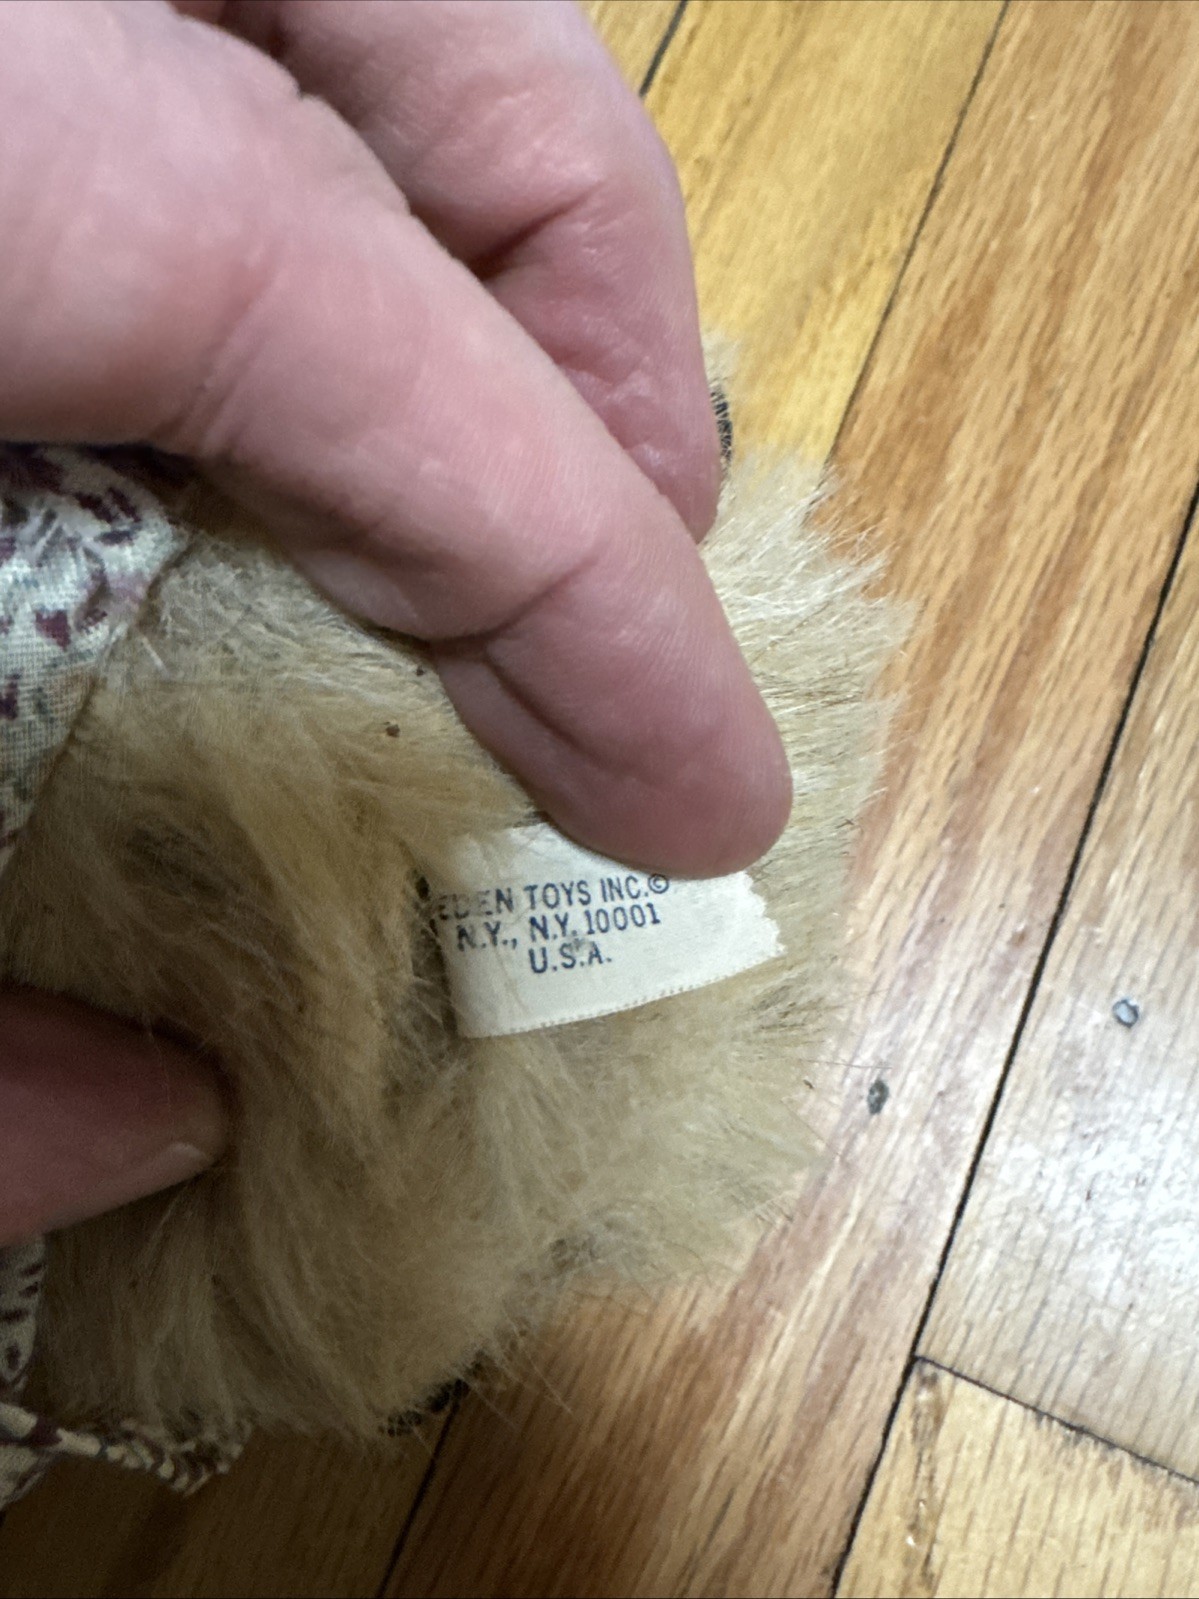 EDEN TOYS INC.©
N.Y., N.Y. 10001
U.S.A.